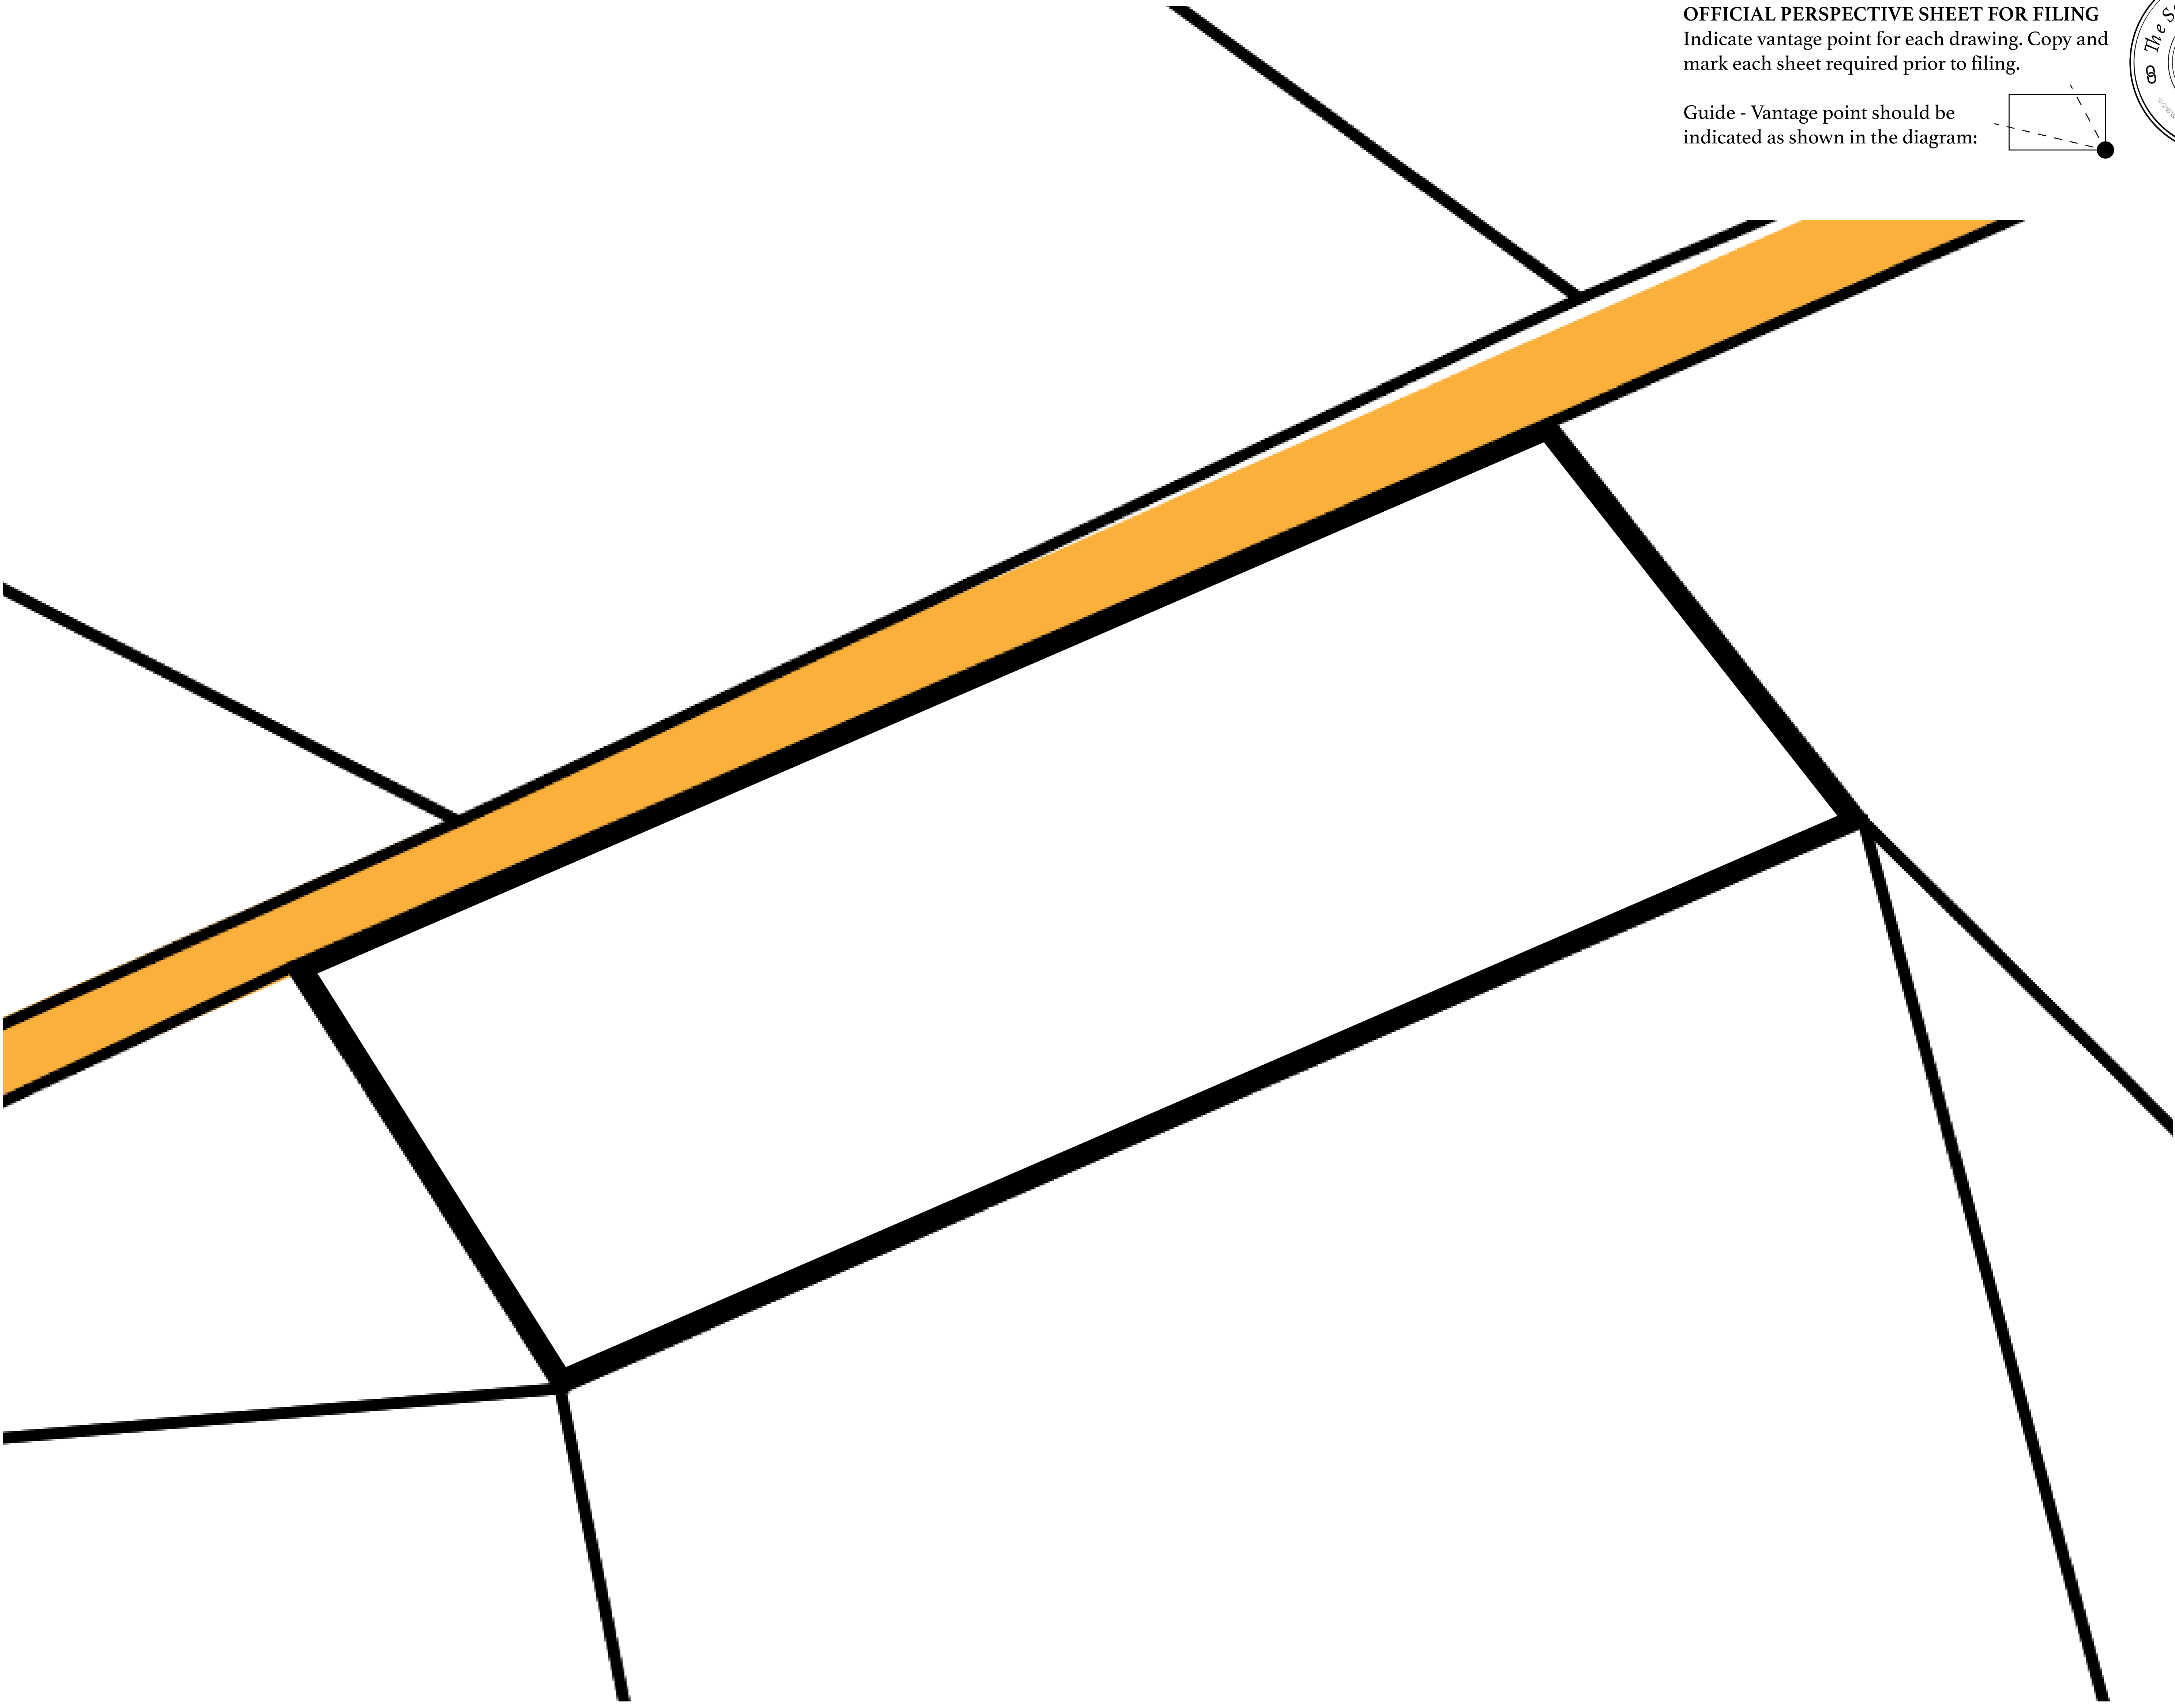 OFFICIAL PERSPECTIVE SHEET FOR FILING
Indicate vantage point for each drawing. Copy and
mark each sheet required prior to filing.
Guide - Vantage point should be
indicated as shown in the diagram:
The